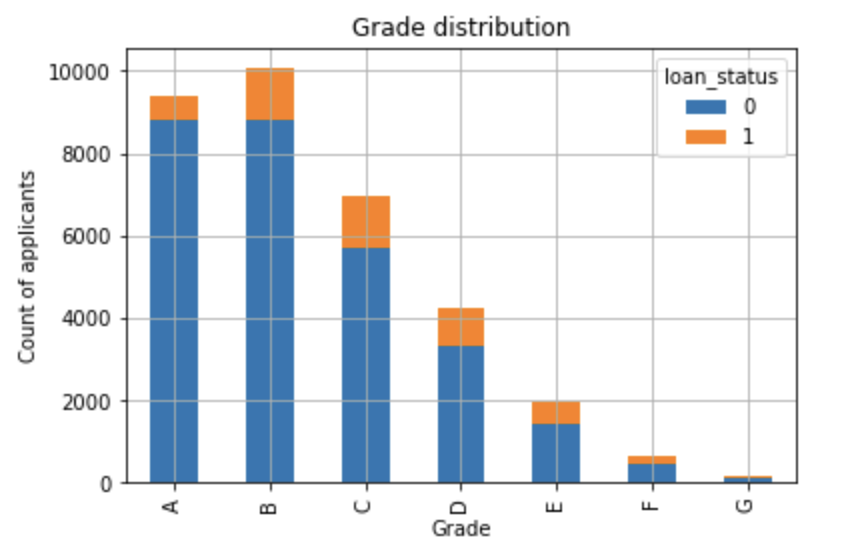 Grade distribution
loan_status
0
1
Count of applicants
10000
8000
6000
4000
2000
0
A B C D E F G
Grade